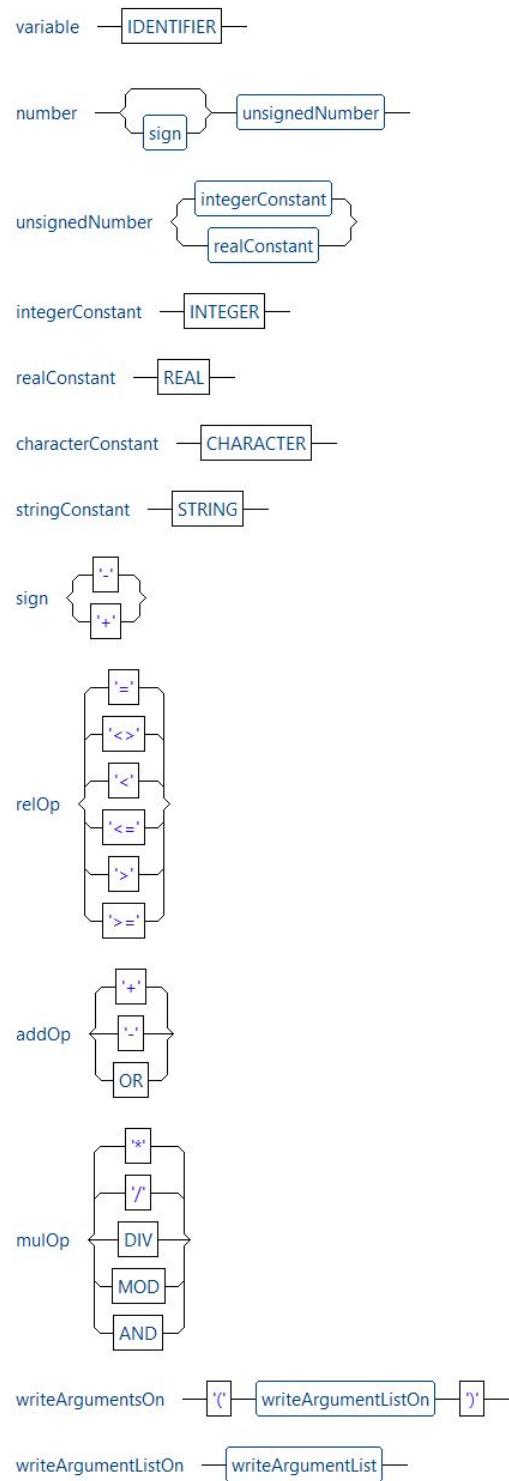 variable IDENTIFIER
number sign unsignedNumber
unsignedNumber integerConstant
realConstant
integerConstant INTEGER
realConstant REAL
characterConstant CHARACTER
stringConstant STRING
sign '-'
'+'
relOp '='
'<>'
'<'
'<='
'>'
'>='
addOp '+'
'-'
OR
mulOp '*'
'/'
DIV
MOD
AND
writeArgumentsOn '(' writeArgumentListOn ')'
writeArgumentListOn writeArgumentList